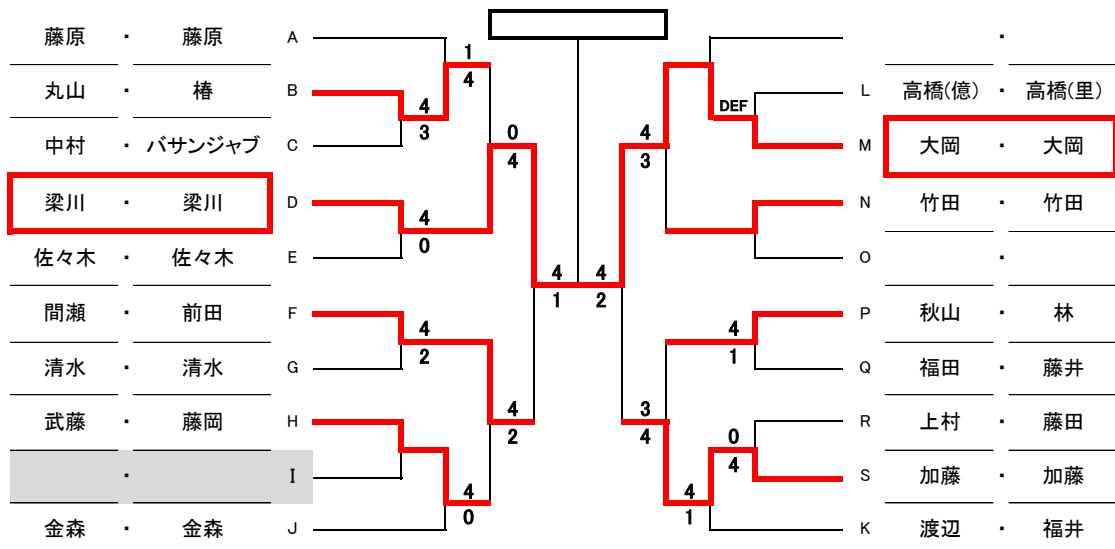 藤原 ・ 藤原 A
丸山 ・ 椿 B
中村 ・ バサンジャブ C
梁川 ・ 梁川 D
佐々木 ・ 佐々木 E
間瀬 ・ 前田 F
清水 ・ 清水 G
武藤 ・ 藤岡 H
・ I
金森 ・ 金森 J
1
4
4
3
0
4
4
0
4
1
4
2
4
2
4
0
4
2
4
3
DEF
3
4
4
1
0
4
4
1
・
L 高橋(億) ・ 高橋(里)
M 大岡 ・ 大岡
N 竹田 ・ 竹田
O ・
P 秋山 ・ 林
Q 福田 ・ 藤井
R 上村 ・ 藤田
S 加藤 ・ 加藤
K 渡辺 ・ 福井